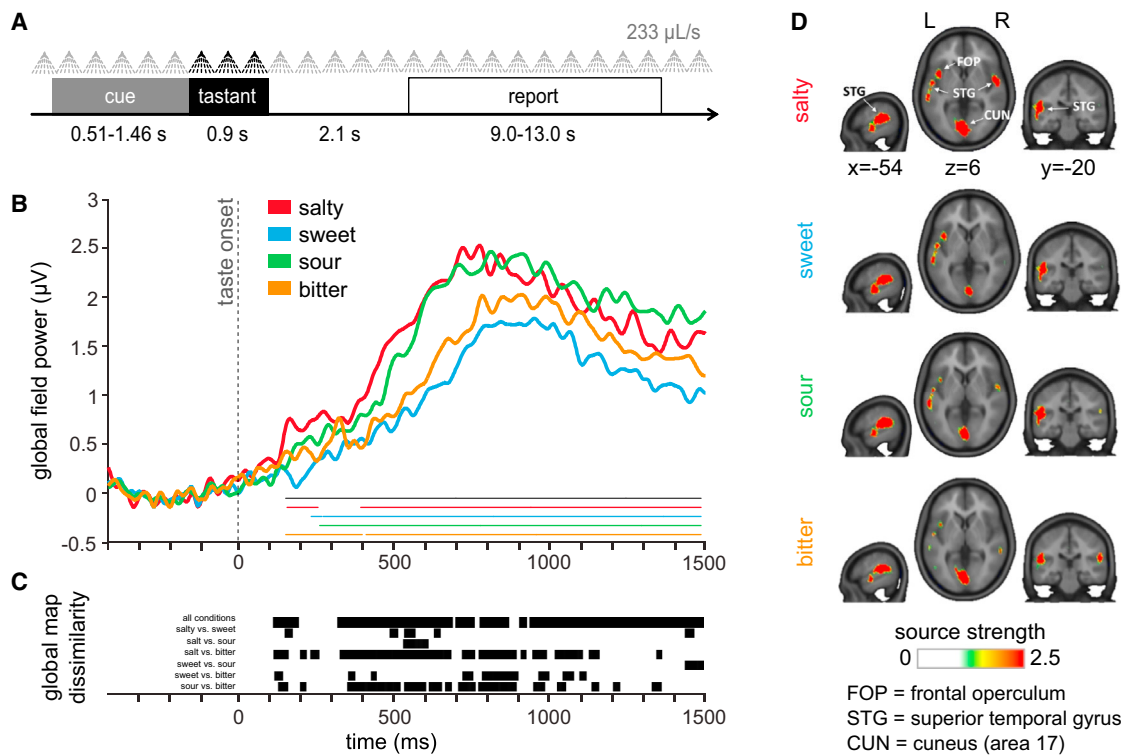 A
233 µL/s
cue
tastant
report
0.51-1.46 s
0.9 s
2.1 s
9.0-13.0 s
B
global field power (µV)
3
2.5
2
1.5
1
0.5
0
-0.5
taste onset
salty
sweet
sour
bitter
0
500
1000
1500
C
global map
dissimilarity
all conditions
salty vs. sweet
salt vs. sour
salt vs. bitter
sweet vs. sour
sweet vs. bitter
sour vs. bitter
0
500
1000
1500
time (ms)
D
L
R
salty
FOP
STG
STG
CUN
STG
x=-54
z=6
y=-20
sweet
sour
bitter
source strength
0
2.5
FOP = frontal operculum
STG = superior temporal gyrus
CUN = cuneus (area 17)